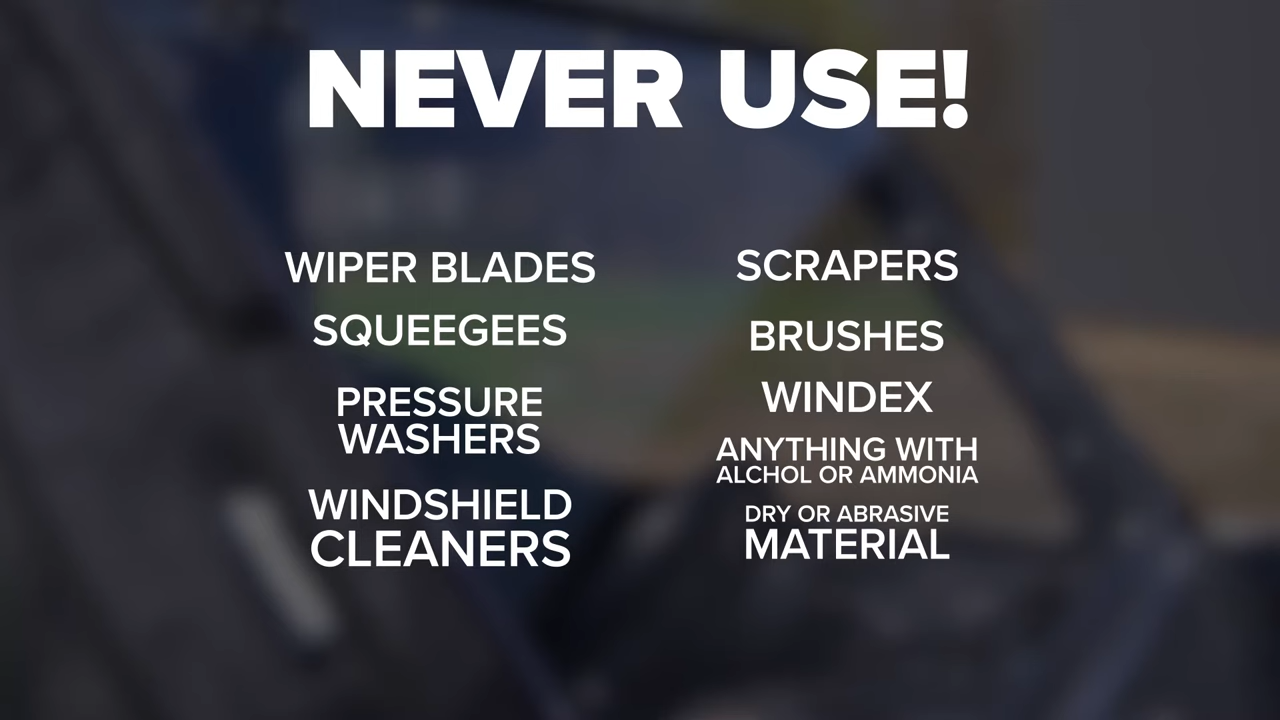 NEVER USE!
WIPER BLADES
SQUEEGEES
PRESSURE
WASHERS
WINDSHIELD
CLEANERS
SCRAPERS
BRUSHES
WINDEX
ANYTHING WITH
ALCHOL OR AMMONIA
DRY OR ABRASIVE
MATERIAL